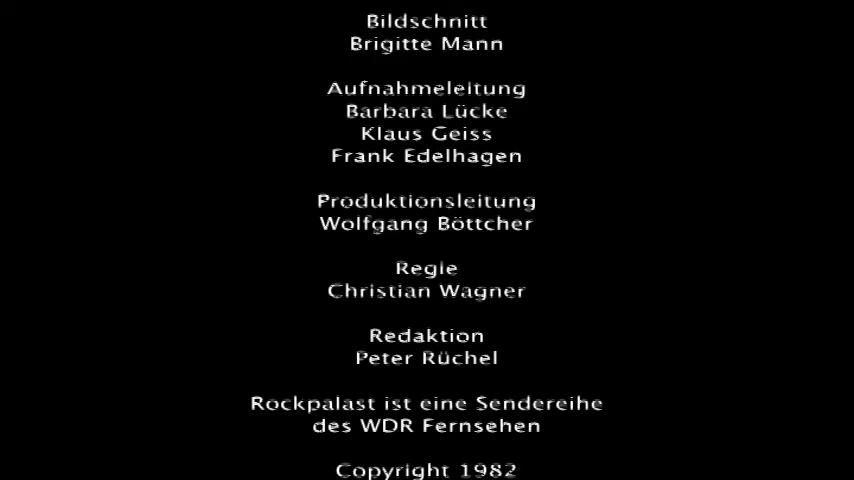 Bildschnitt
Brigitte Mann
Aufnahmeleitung
Barbara Lücke
Klaus Geiss
Frank Edelhagen
Produktionsleitung
Wolfgang Böttcher
Regie
Christian Wagner
Redaktion
Peter Rüchel
Rockpalast ist eine Sendereihe
des WDR Fernsehen
Copyright 1982